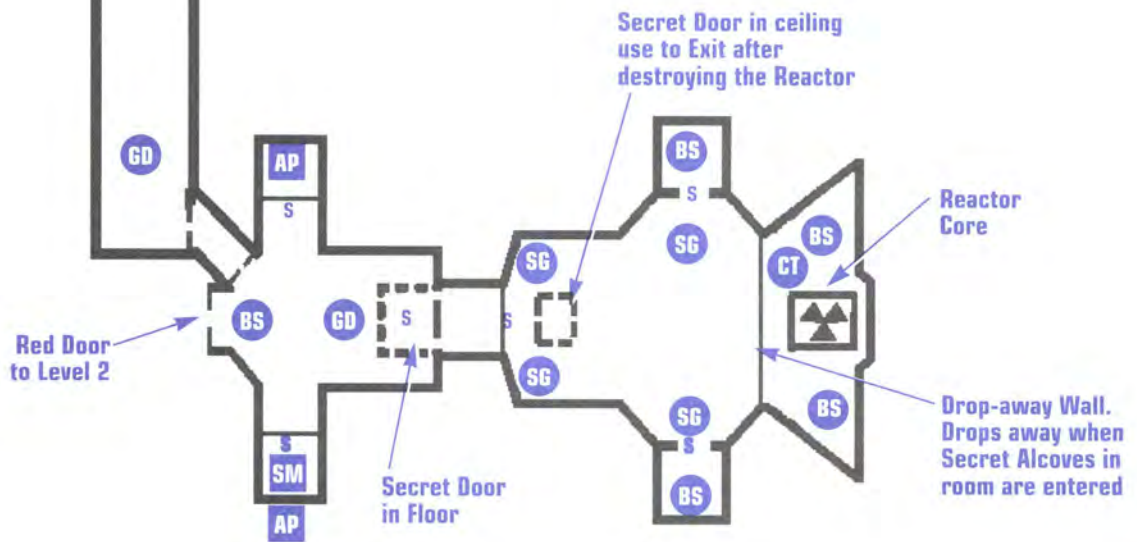 Secret Door in ceiling
use to Exit after
destroying the Reactor
GD
AP
BS
S
S
Reactor
Core
SG
SG
BS
CT
BS
GD
S
S
Red Door
to Level 2
SG
SG
BS
S
S
SM
AP
BS
Secret Door
in Floor
Drop-away Wall.
Drops away when
Secret Alcoves in
room are entered